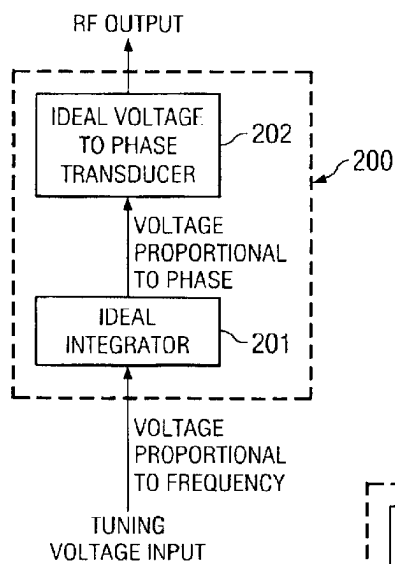 RF OUTPUT
IDEAL VOLTAGE
TO PHASE
TRANSDUCER
202
200
VOLTAGE
PROPORTIONAL
TO PHASE
IDEAL
INTEGRATOR
201
VOLTAGE
PROPORTIONAL
TO FREQUENCY
TUNING
VOLTAGE INPUT